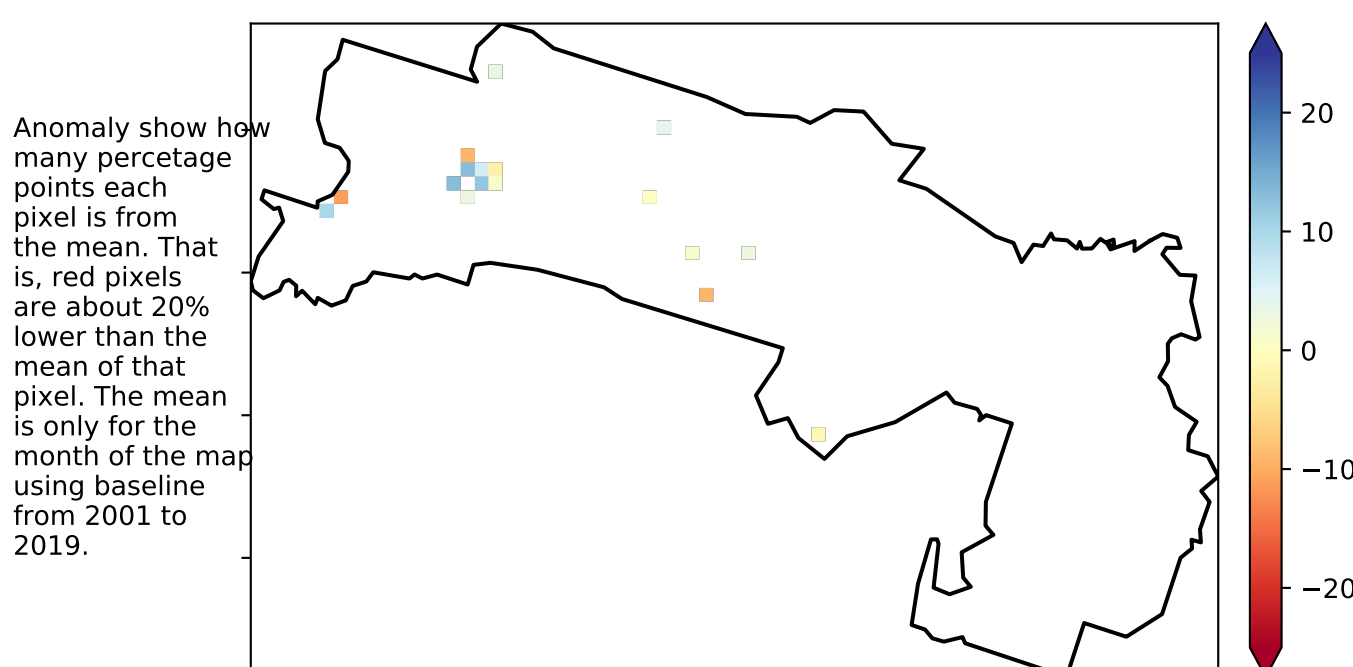 Anomaly show how
many percetage
points each
pixel is from
the mean. That
is, red pixels
are about 20%
lower than the
mean of that
pixel. The mean
is only for the
month of the map
using baseline
from 2001 to
2019.
20
10
0
−10
−20